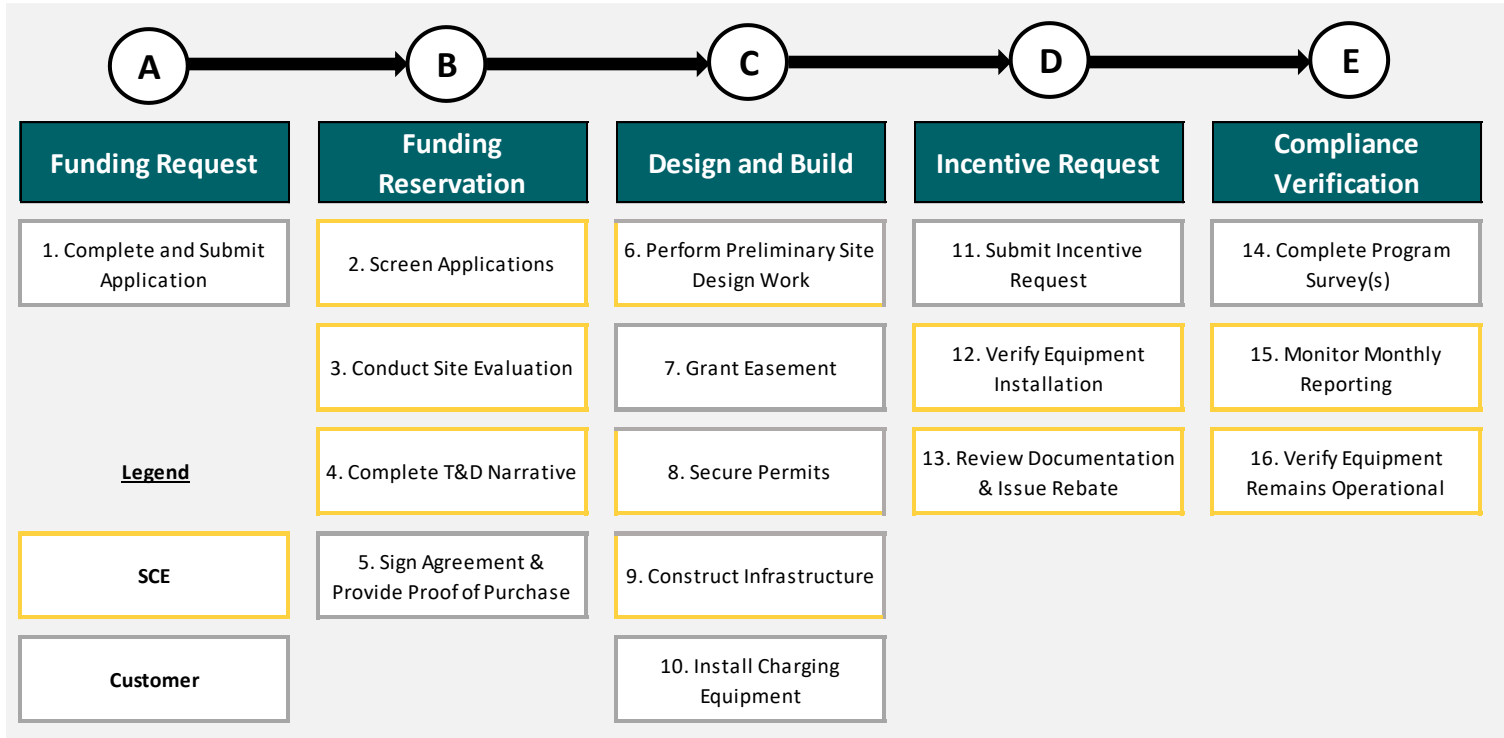 A
B
C
D
E
Funding Request
Funding
Reservation
Design and Build
Incentive Request
Compliance
Verification
1. Complete and Submit
Application
2. Screen Applications
3. Conduct Site Evaluation
4. Complete T&D Narrative
5. Sign Agreement &
Provide Proof of Purchase
6. Perform Preliminary Site
Design Work
7. Grant Easement
8. Secure Permits
9. Construct Infrastructure
10. Install Charging
Equipment
11. Submit Incentive
Request
12. Verify Equipment
Installation
13. Review Documentation
& Issue Rebate
14. Complete Program
Survey(s)
15. Monitor Monthly
Reporting
16. Verify Equipment
Remains Operational
Legend
SCE
Customer